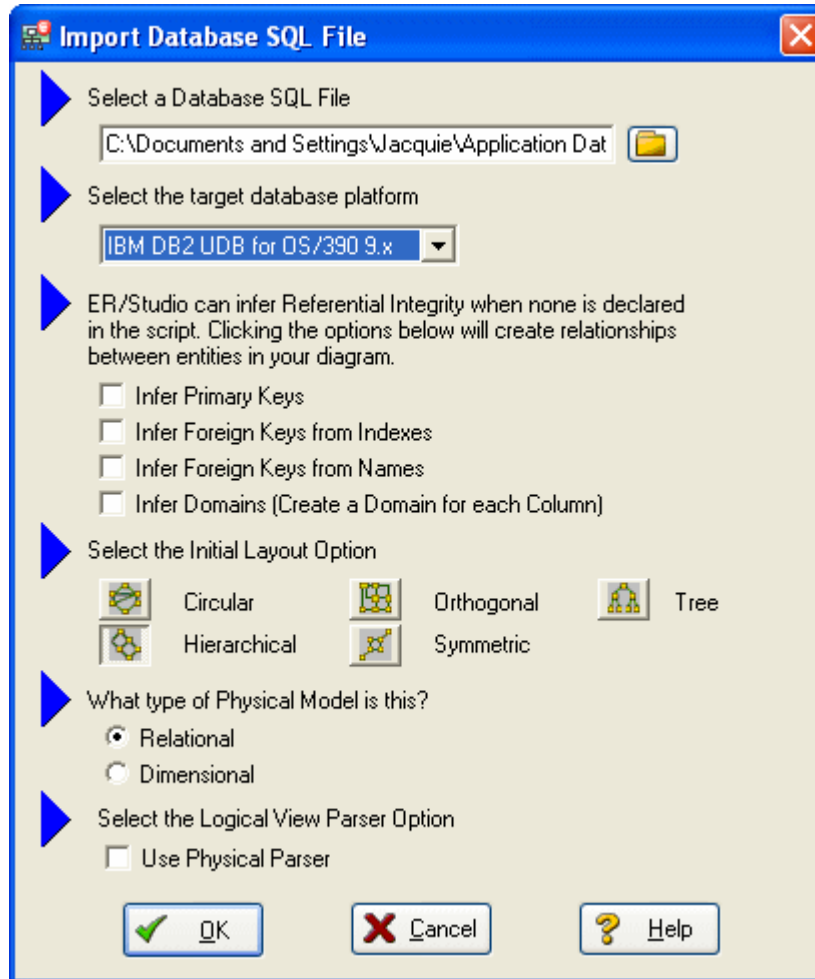 Import Database SQL File
Select a Database SQL File
C:\Documents and Settings\Jacquie\Application Dat
Select the target database platform
IBM DB2 UDB for OS/390 9.x
ER/Studio can infer Referential Integrity when none is declared
in the script. Clicking the options below will create relationships
between entities in your diagram.
Infer Primary Keys
Infer Foreign Keys from Indexes
Infer Foreign Keys from Names
Infer Domains (Create a Domain for each Column)
Select the Initial Layout Option
Circular Orthogonal Tree
Hierarchical Symmetric
What type of Physical Model is this?
Relational
Dimensional
Select the Logical View Parser Option
Use Physical Parser
OK Cancel Help